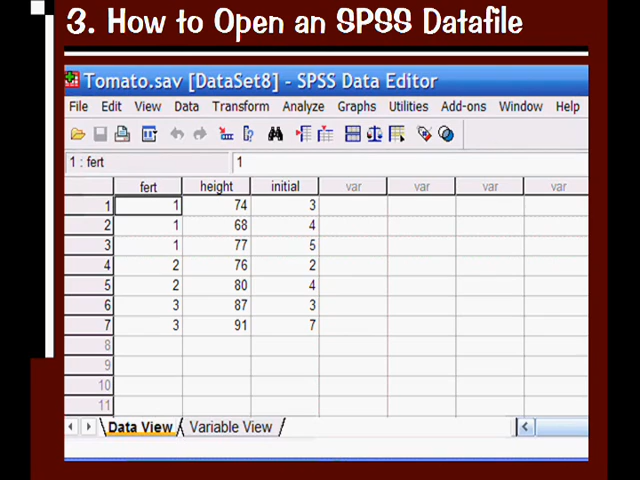 3. How to Open an SPSS Datafile
Tomato.sav [DataSet8] - SPSS Data Editor
File Edit View Data Transform Analyze Graphs Utilities Add-ons Window Help
1 : fert 1
fert height initial var var var var
1 1 74 3
2 1 68 4
3 1 77 5
4 2 76 2
5 2 80 4
6 3 87 3
7 3 91 7
8
9
10
11
Data View Variable View